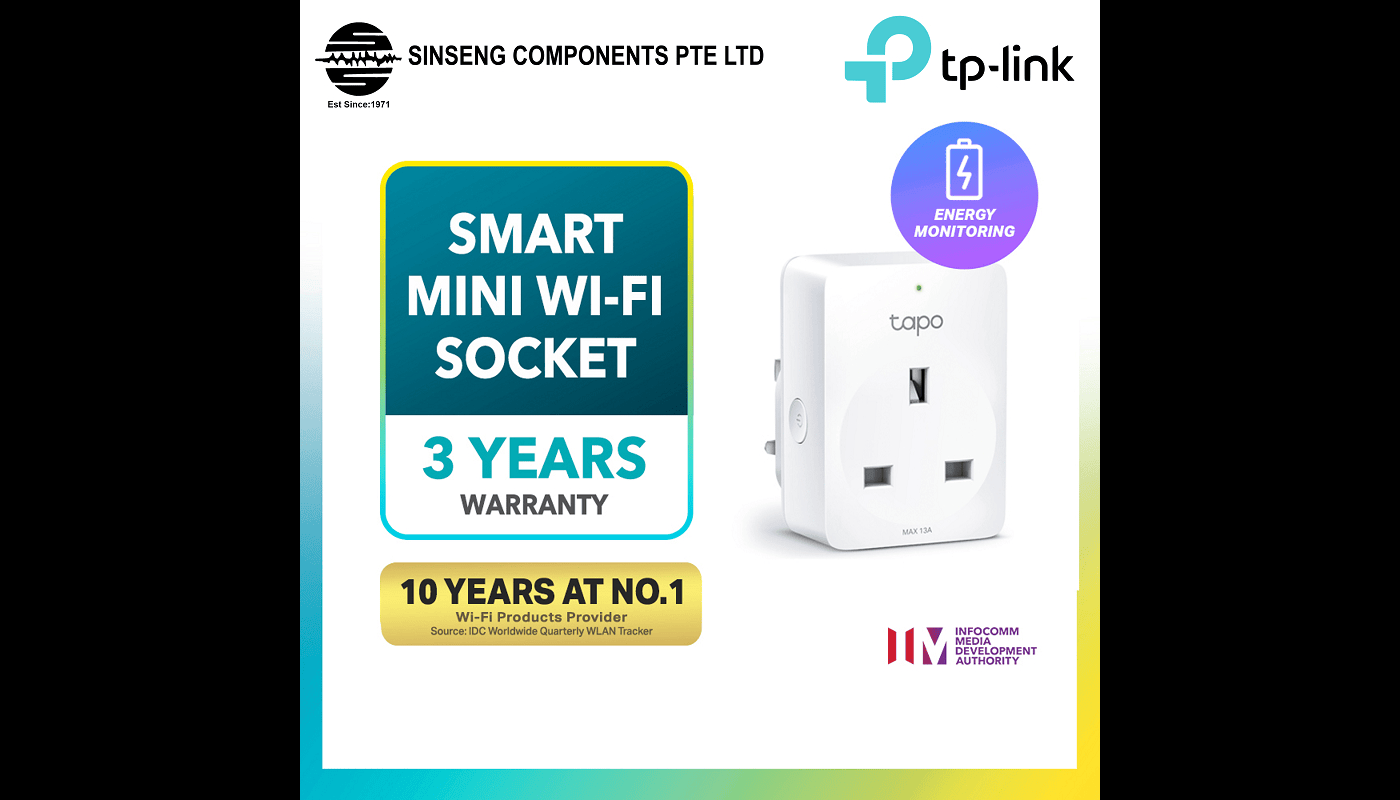 SINSENG COMPONENTS PTE LTD
Est Since:1971
tp-link
ENERGY
MONITORING
SMART
MINI WI-FI
SOCKET
3 YEARS
WARRANTY
10 YEARS AT NO.1
Wi-Fi Products Provider
Source: IDC Worldwide Quarterly WLAN Tracker
tapo
MAX 13A
INFOCOMM
MEDIA
DEVELOPMENT
AUTHORITY